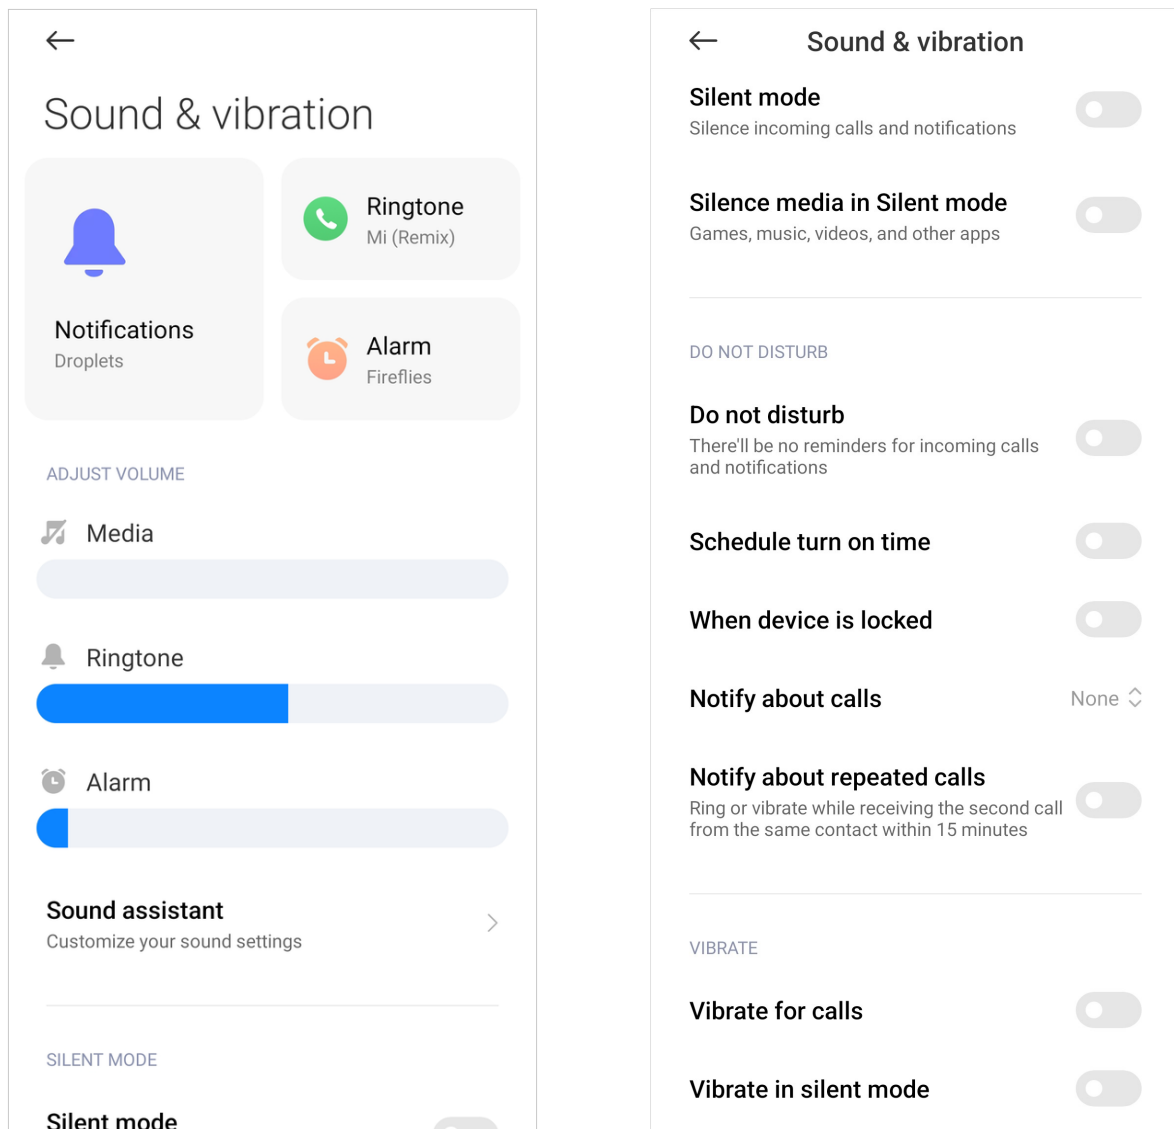 Sound & vibration
Notifications
Droplets
Ringtone
Mi (Remix)
Alarm
Fireflies
ADJUST VOLUME
Media
Ringtone
Alarm
Sound assistant
Customize your sound settings
SILENT MODE
Silent mode
Sound & vibration
Silent mode
Silence incoming calls and notifications
Silence media in Silent mode
Games, music, videos, and other apps
DO NOT DISTURB
Do not disturb
There'll be no reminders for incoming calls
and notifications
Schedule turn on time
When device is locked
Notify about calls
None
Notify about repeated calls
Ring or vibrate while receiving the second call
from the same contact within 15 minutes
VIBRATE
Vibrate for calls
Vibrate in silent mode